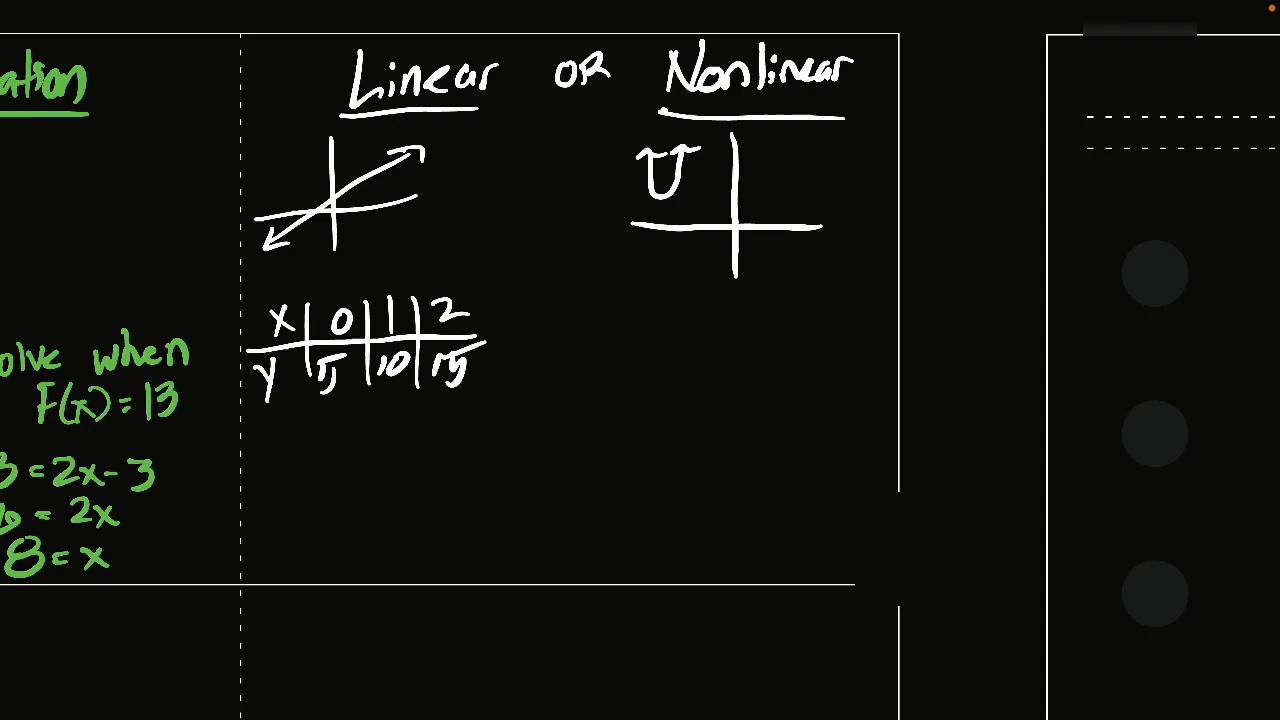 ation
Linear OR Nonlinear
x 0 1 2
y 5 10 15
olve when
F(x) = 13
3 = 2x - 3
= 2x
8 = x